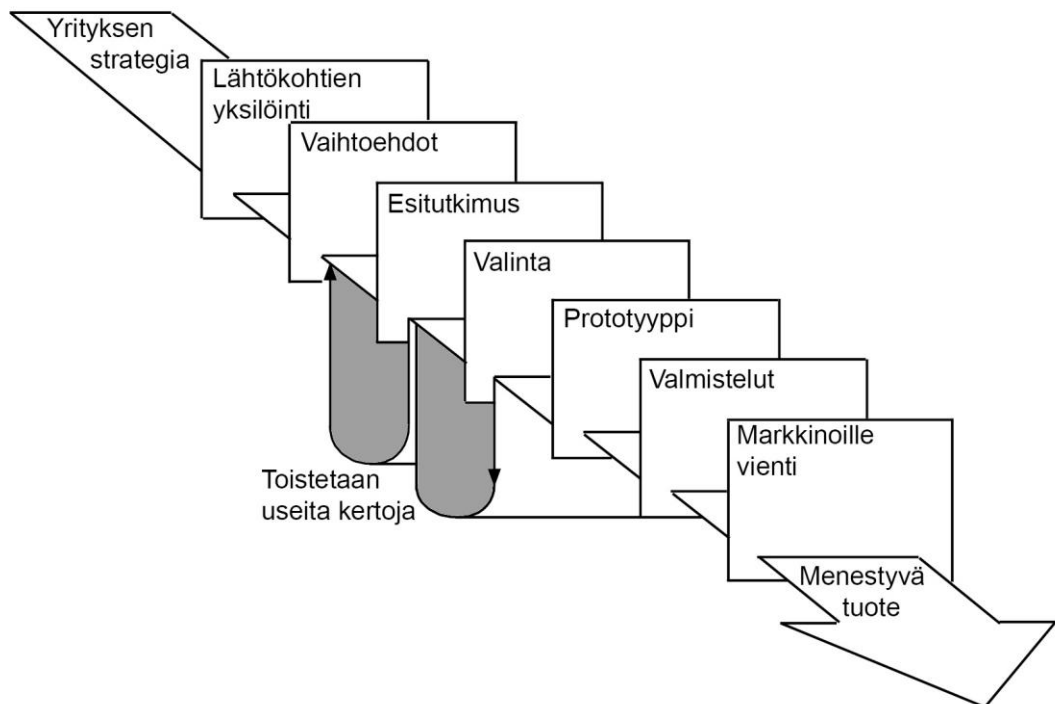 Yrityksen
strategia
Lähtökohtien
yksilöinti
Vaihtoehdot
Esitutkimus
Valinta
Prototyyppi
Valmistelut
Markkinoille
vienti
Toistetaan
useita kertoja
Menestyvä
tuote